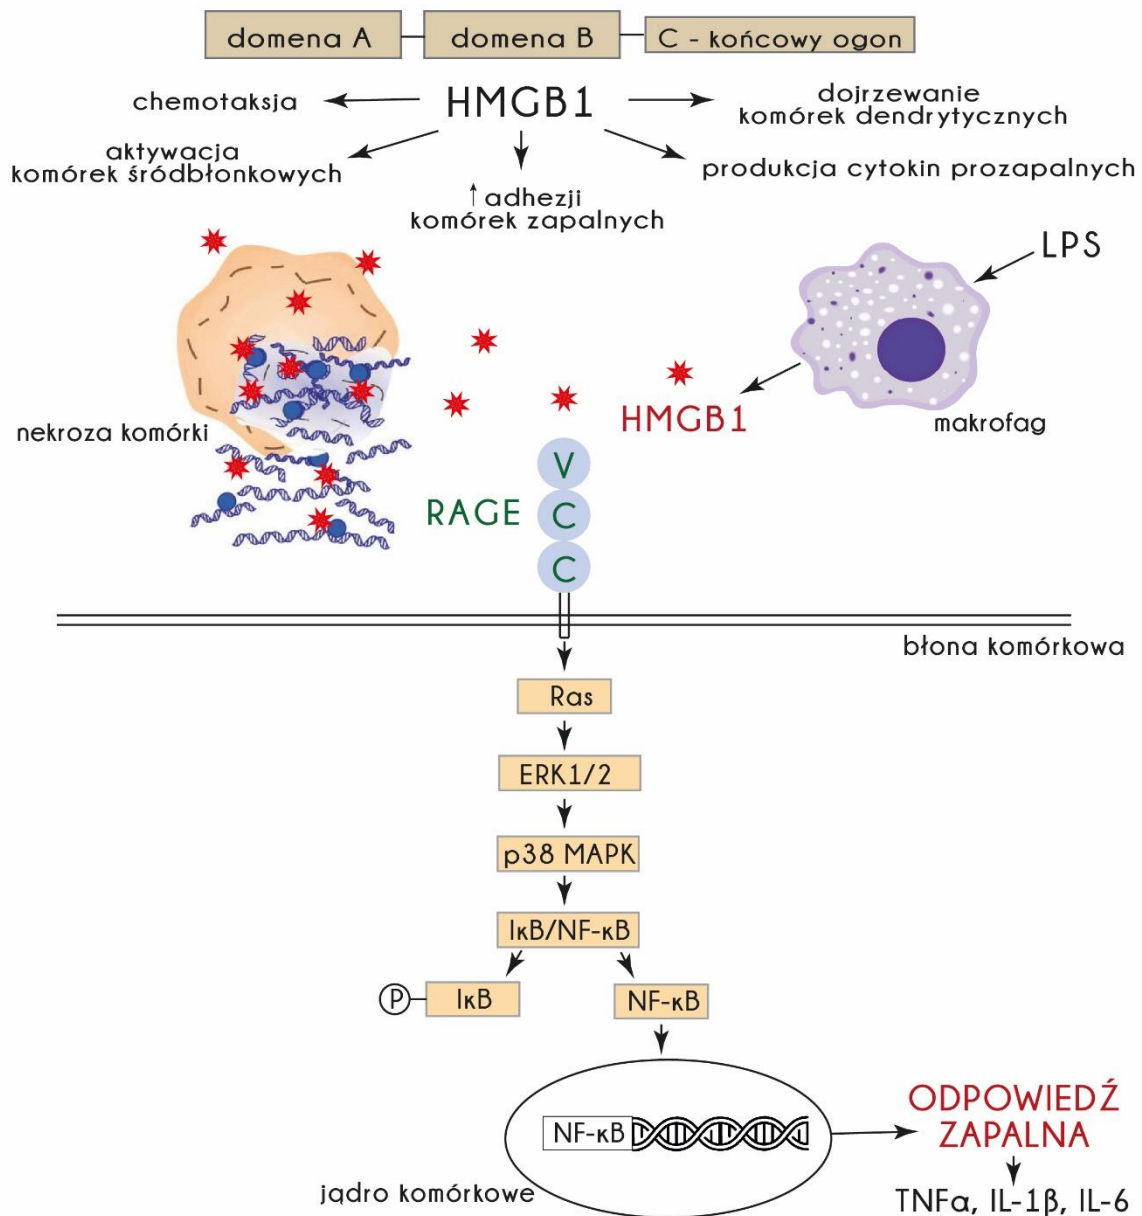 domena A
domena B
C - końcowy ogon
HMGB1
chemotaksja
dojrzewanie
komórek dendrytycznych
aktywacja
komórek śródbłonkowych
↑ adhezji
komórek zapalnych
produkcja cytokin prozapalnych
LPS
HMGB1
makrofag
nekroza komórki
RAGE
V
C
C
błona komórkowa
Ras
ERK1/2
p38 MAPK
IκB/NF-κB
P
IκB
NF-κB
NF-κB
jądro komórkowe
ODPOWIEDŹ
ZAPALNA
TNFα, IL-1β, IL-6